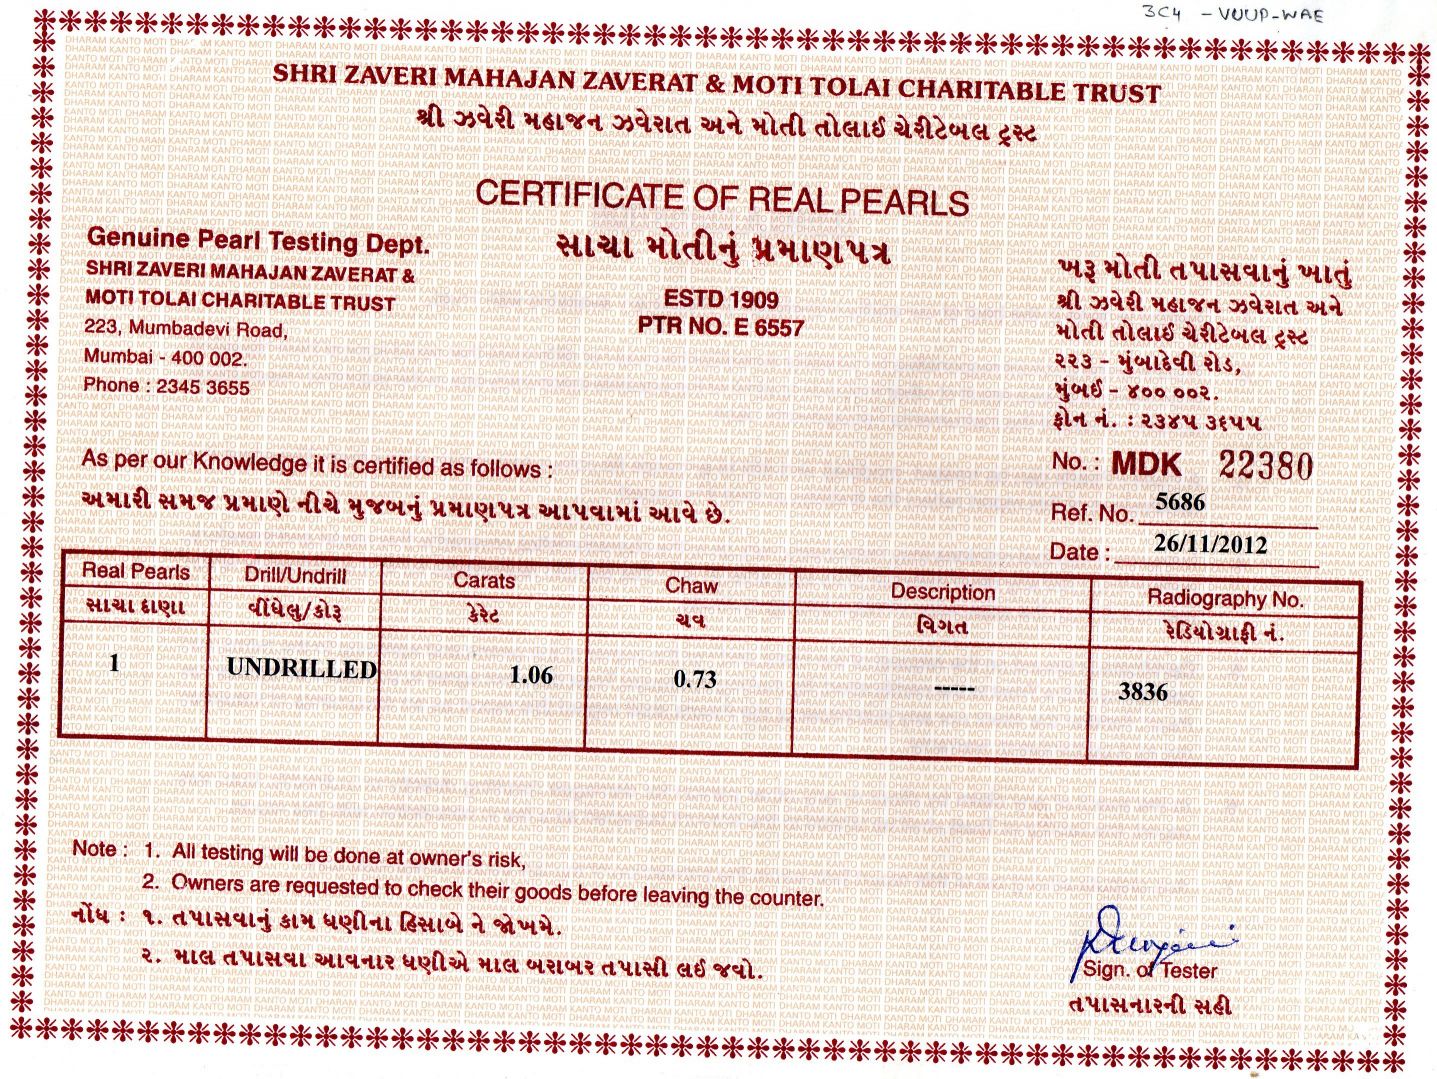 3C4 - VUUP-WAE
SHRI ZAVERI MAHAJAN ZAVERAT & MOTI TOLAI CHARITABLE TRUST
શ્રી ઝવેરી મહાજન ઝવેરાત અને મોતી તોલાઈ ચેરીટેબલ ટ્રસ્ટ
CERTIFICATE OF REAL PEARLS
સાચા મોતીનું પ્રમાણપત્ર
ESTD 1909
PTR NO. E 6557
Genuine Pearl Testing Dept.
SHRI ZAVERI MAHAJAN ZAVERAT &
MOTI TOLAI CHARITABLE TRUST
223, Mumbadevi Road,
Mumbai - 400 002.
Phone : 2345 3655
ખરૂ મોતી તપાસવાનું ખાતું
શ્રી ઝવેરી મહાજન ઝવેરાત અને
મોતી તોલાઈ ચેરીટેબલ ટ્રસ્ટ
૨૨૩ - મુંબાદેવી રોડ,
મુંબઈ - ૪૦૦ ૦૦૨.
ફોન નં. : ૨૩૪૫ ૩૬૫૫
No. : MDK 22380
Ref. No. 5686
Date : 26/11/2012
As per our Knowledge it is certified as follows :
અમારી સમજ પ્રમાણે નીચે મુજબનું પ્રમાણપત્ર આપવામાં આવે છે.
Real Pearls Drill/Undrill Carats Chaw Description Radiography No.
સાચા દાણા વીંધેલુ/કોરૂ કેરેટ ચવ વિગત રેડિયોગ્રાફી નં.
1 UNDRILLED 1.06 0.73 ----- 3836
Note : 1. All testing will be done at owner's risk,
2. Owners are requested to check their goods before leaving the counter.
નોંધ : ૧. તપાસવાનું કામ ધણીના હિસાબે ને જોખમે.
૨. માલ તપાસવા આવનાર ધણીએ માલ બરાબર તપાસી લઈ જવો.
Sign. of Tester
તપાસનારની સહી